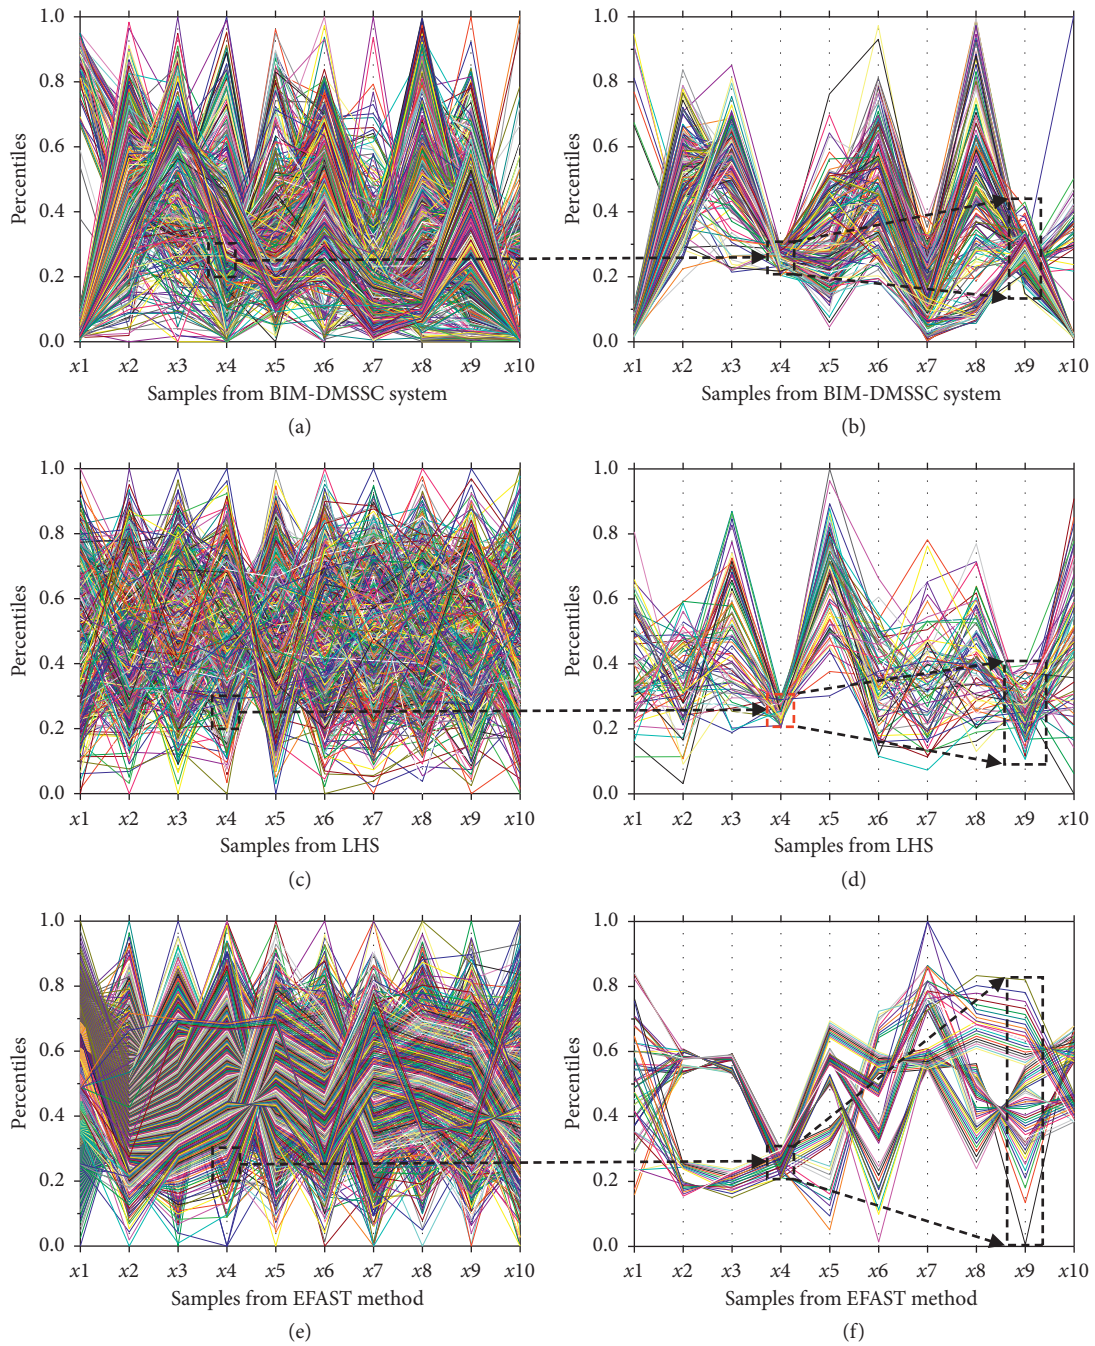 1.0
0.8
0.6
0.4
0.2
0.0
Percentiles
x1 x2 x3 x4 x5 x6 x7 x8 x9 x10
Samples from BIM-DMSSC system
(a)
1.0
0.8
0.6
0.4
0.2
0.0
Percentiles
x1 x2 x3 x4 x5 x6 x7 x8 x9 x10
Samples from BIM-DMSSC system
(b)
1.0
0.8
0.6
0.4
0.2
0.0
Percentiles
x1 x2 x3 x4 x5 x6 x7 x8 x9 x10
Samples from LHS
(c)
1.0
0.8
0.6
0.4
0.2
0.0
Percentiles
x1 x2 x3 x4 x5 x6 x7 x8 x9 x10
Samples from LHS
(d)
1.0
0.8
0.6
0.4
0.2
0.0
Percentiles
x1 x2 x3 x4 x5 x6 x7 x8 x9 x10
Samples from EFAST method
(e)
1.0
0.8
0.6
0.4
0.2
0.0
Percentiles
x1 x2 x3 x4 x5 x6 x7 x8 x9 x10
Samples from EFAST method
(f)